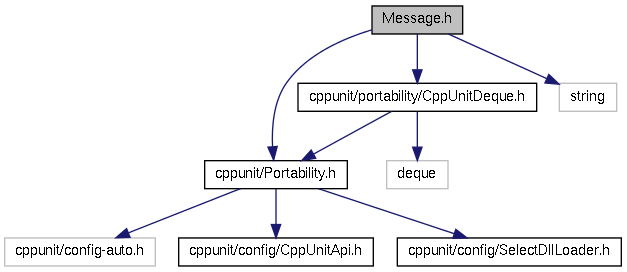 Message.h
cppunit/portability/CppUnitDeque.h
string
cppunit/Portability.h
deque
cppunit/config-auto.h
cppunit/config/CppUnitApi.h
cppunit/config/SelectDllLoader.h